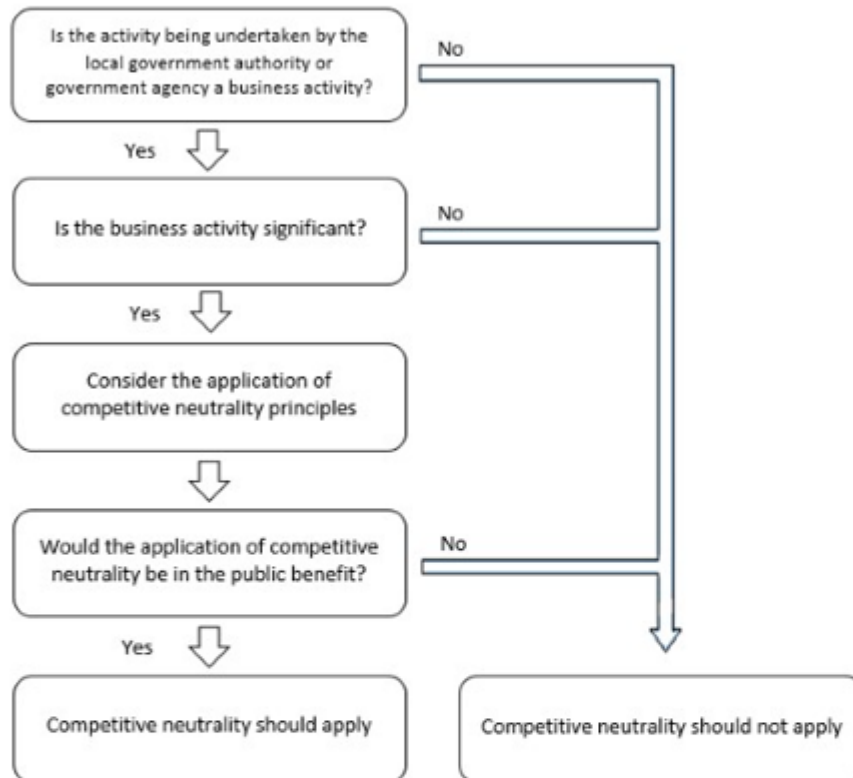 Is the activity being undertaken by the
local government authority or
government agency a business activity?
No
Yes
Is the business activity significant?
No
Yes
Consider the application of
competitive neutrality principles
Would the application of competitive
neutrality be in the public benefit?
No
Yes
Competitive neutrality should apply
Competitive neutrality should not apply